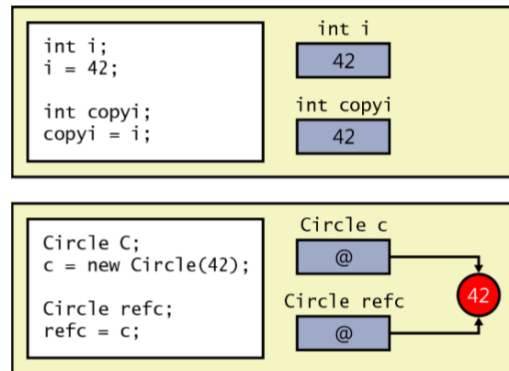 int i;
i = 42;
int copyi;
copyi = i;
int i
42
int copyi
42
Circle C;
c = new Circle(42);
Circle refc;
refc = c;
Circle c
@
Circle refc
@
42